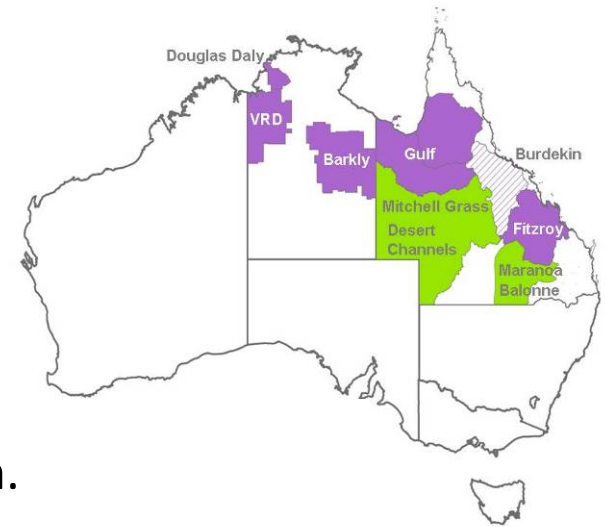 Douglas Daly
VRD
Barkly
Gulf
Burdekin
Mitchell Grass
Desert
Channels
Fitzroy
Maranoa
Balonne